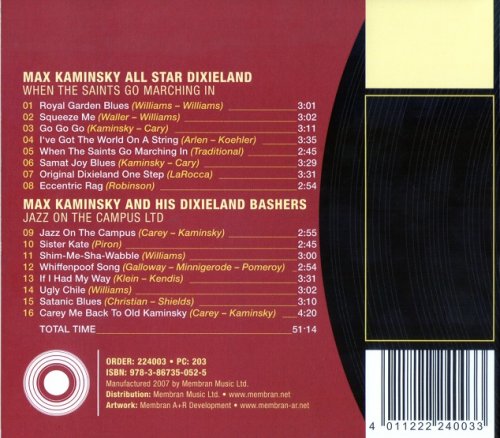 MAX KAMINSKY ALL STAR DIXIELAND
WHEN THE SAINTS GO MARCHING IN
01 Royal Garden Blues (Williams – Williams) 3:01
02 Squeeze Me (Waller – Williams) 3:02
03 Go Go Go (Kaminsky – Cary) 3:11
04 I've Got The World On A String (Arlen – Koehler) 3:35
05 When The Saints Go Marching In (Traditional) 2:45
06 Samat Joy Blues (Kaminsky – Cary) 3:29
07 Original Dixieland One Step (LaRocca) 3:31
08 Eccentric Rag (Robinson) 2:54
MAX KAMINSKY AND HIS DIXIELAND BASHERS
JAZZ ON THE CAMPUS LTD
09 Jazz On The Campus (Carey – Kaminsky) 2:55
10 Sister Kate (Piron) 2:45
11 Shim-Me-Sha-Wabble (Williams) 3:00
12 Whiffenpoof Song (Galloway – Minnigerode – Pomeroy) 2:54
13 If I Had My Way (Klein – Kendis) 3:31
14 Ugly Chile (Williams) 3:02
15 Satanic Blues (Christian – Shields) 3:10
16 Carey Me Back To Old Kaminsky (Carey – Kaminsky) 4:20
TOTAL TIME 51·14
ORDER: 224003 • PC: 203
ISBN: 978-3-86735-052-5
Manufactured 2007 by Membran Music Ltd.
Distribution: Membran Music Ltd. • www.membran.net
Artwork: Membran A+R Development • www.membran-ar.net
4 011222 240033